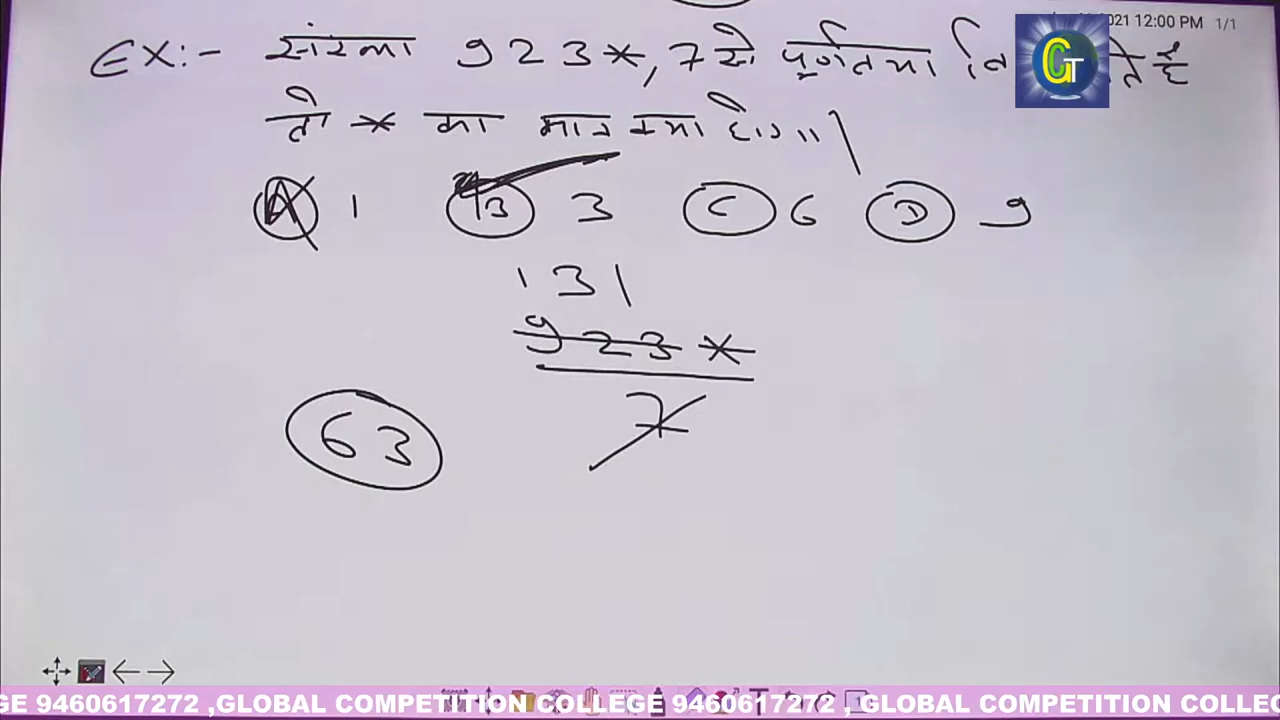 2021 12:00 PM 1/1
GT
Ex:- संख्या 923*, 7 से पूर्णतया वि है
तो * का मान क्या होगा।
A 1 B 3 C 6 D 9
131
923*
7
63
GE 9460617272 ,GLOBAL COMPETITION COLLEGE 9460617272 , GLOBAL COMPETITION COLLEG